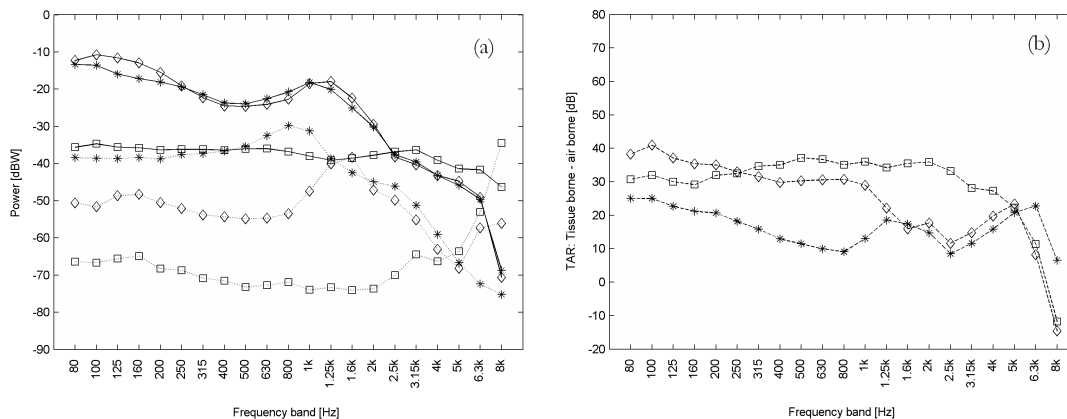 (a)
Power [dBW]
0
-10
-20
-30
-40
-50
-60
-70
-80
-90
80 100 125 160 200 250 315 400 500 630 800 1k 1.25k 1.6k 2k 2.5k 3.15k 4k 5k 6.3k 8k
Frequency band [Hz]
(b)
TAR: Tissue borne - air borne [dB]
80
70
60
50
40
30
20
10
0
-10
-20
80 100 125 160 200 250 315 400 500 630 800 1k 1.25k 1.6k 2k 2.5k 3.15k 4k 5k 6.3k 8k
Frequency band [Hz]